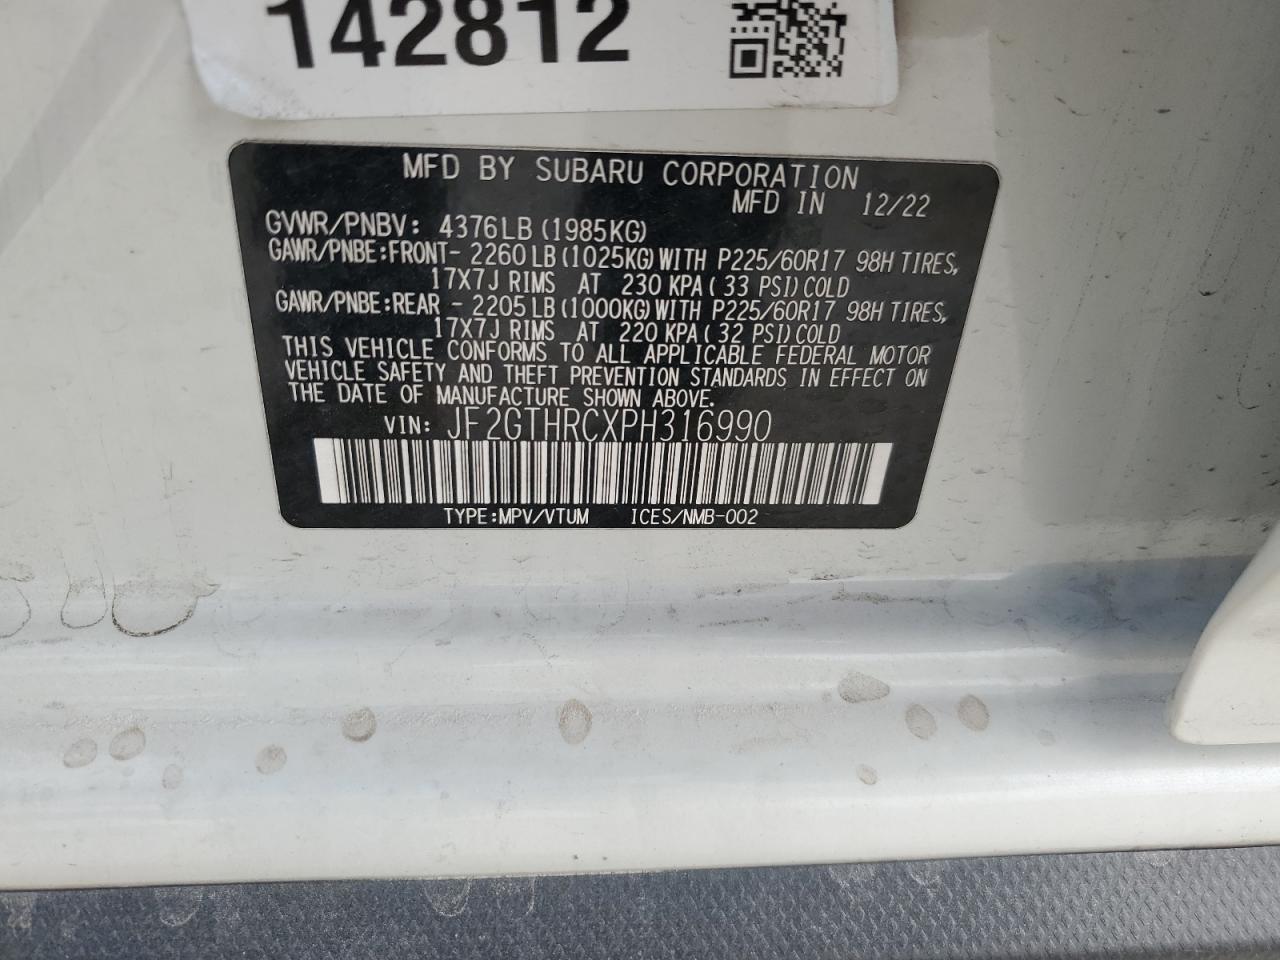 142812
MFD BY SUBARU CORPORATION
MFD IN 12/22
GVWR/PNBV: 4376LB (1985KG)
GAWR/PNBE:FRONT- 2260LB (1025KG) WITH P225/60R17 98H TIRES,
17X7J RIMS AT 230 KPA( 33 PSI) COLD
GAWR/PNBE:REAR - 2205LB (1000KG) WITH P225/60R17 98H TIRES,
17X7J RIMS AT 220 KPA( 32 PSI) COLD
THIS VEHICLE CONFORMS TO ALL APPLICABLE FEDERAL MOTOR
VEHICLE SAFETY AND THEFT PREVENTION STANDARDS IN EFFECT ON
THE DATE OF MANUFACTURE SHOWN ABOVE.
VIN: JF2GTHRCXPH316990
TYPE:MPV/VTUM ICES/NMB-002